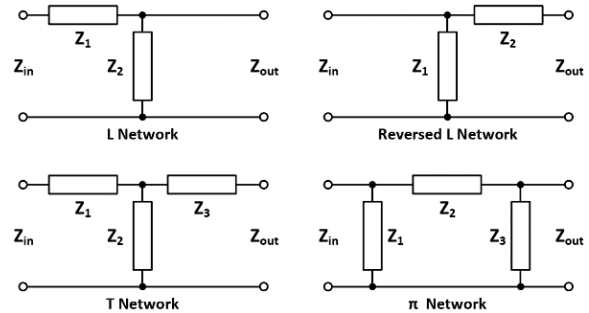 Z1
Zin
Z2
Zout
L Network
Z2
Zin
Z1
Zout
Reversed L Network
Z1
Z3
Zin
Z2
Zout
T Network
Z2
Zin
Z1
Z3
Zout
π Network